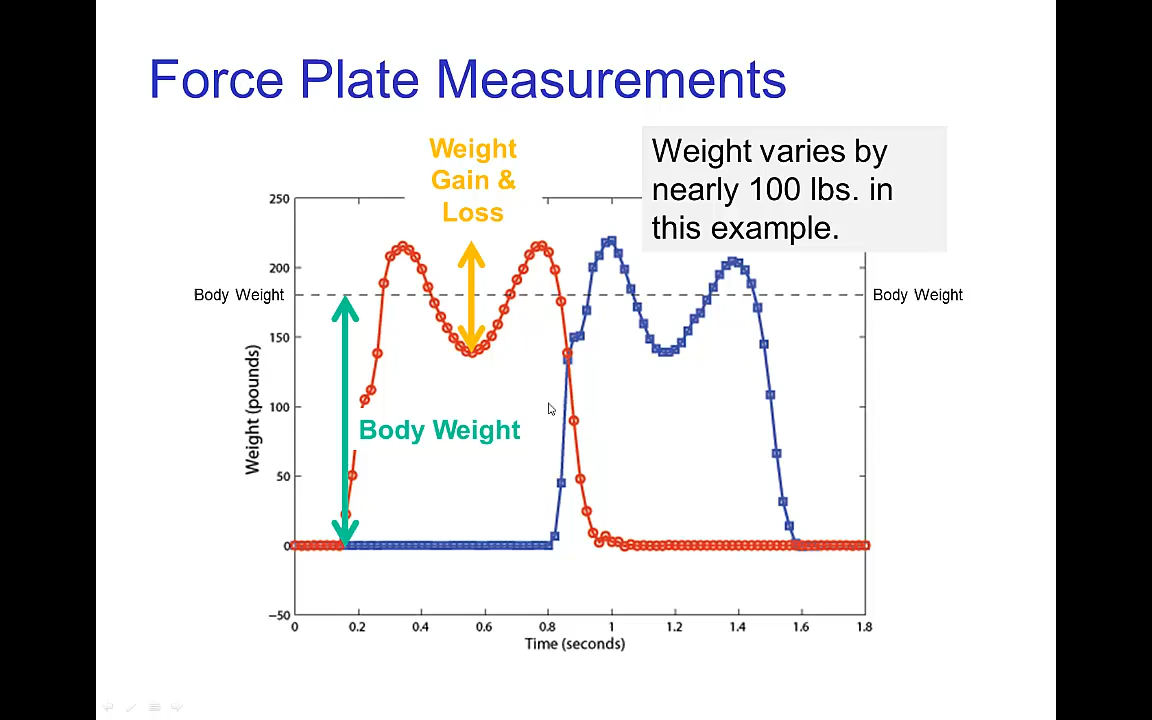 Force Plate Measurements
Weight
Gain &
Loss
Weight varies by
nearly 100 lbs. in
this example.
250
200
Body Weight
Body Weight
150
100
Body Weight
50
0
−50
Weight (pounds)
0 0.2 0.4 0.6 0.8 1 1.2 1.4 1.6 1.8
Time (seconds)